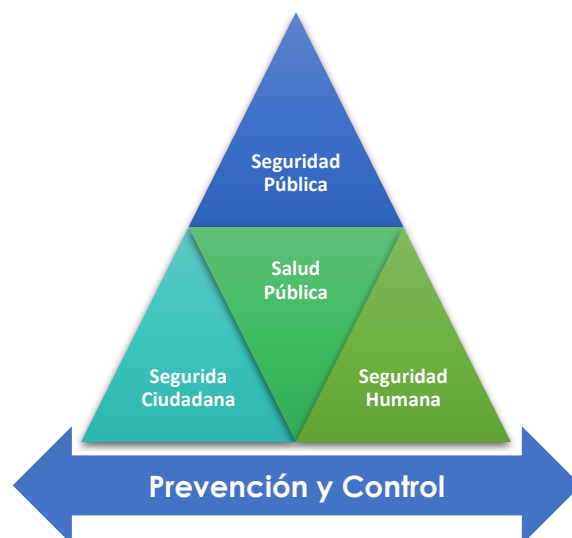 Seguridad
Pública
Salud
Pública
Segurida
Ciudadana
Seguridad
Humana
Prevención y Control